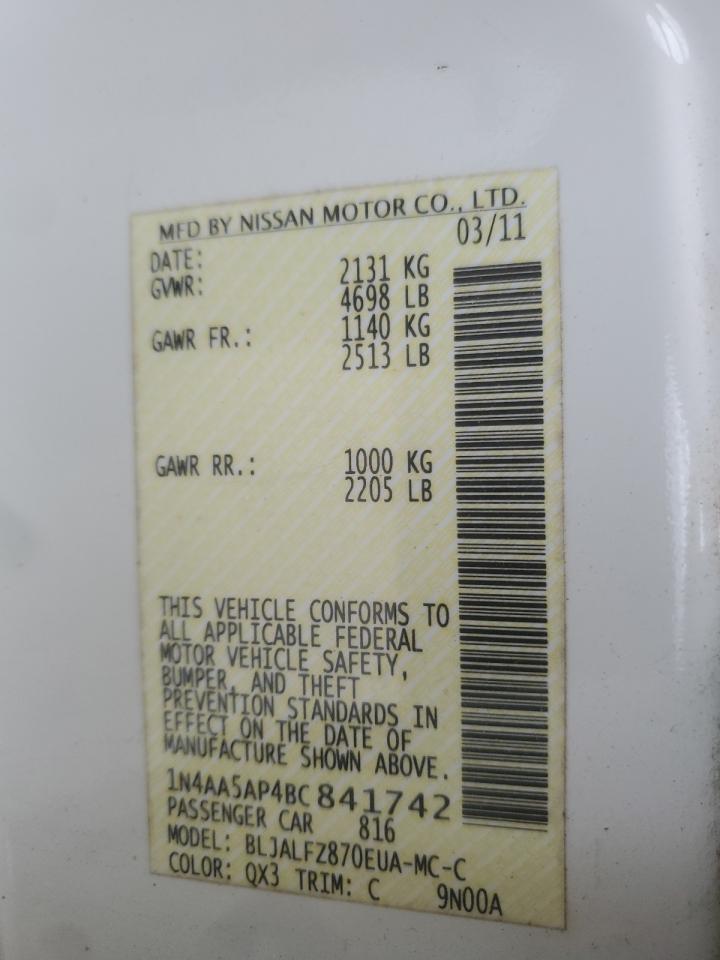 MFD BY NISSAN MOTOR CO., LTD.
DATE: 03/11
GVWR: 2131 KG
4698 LB
GAWR FR.: 1140 KG
2513 LB
GAWR RR.: 1000 KG
2205 LB
THIS VEHICLE CONFORMS TO
ALL APPLICABLE FEDERAL
MOTOR VEHICLE SAFETY,
BUMPER, AND THEFT
PREVENTION STANDARDS IN
EFFECT ON THE DATE OF
MANUFACTURE SHOWN ABOVE.
1N4AA5AP4BC841742
PASSENGER CAR 816
MODEL: BLJALFZ870EUA-MC-C
COLOR: QX3 TRIM: C 9N00A